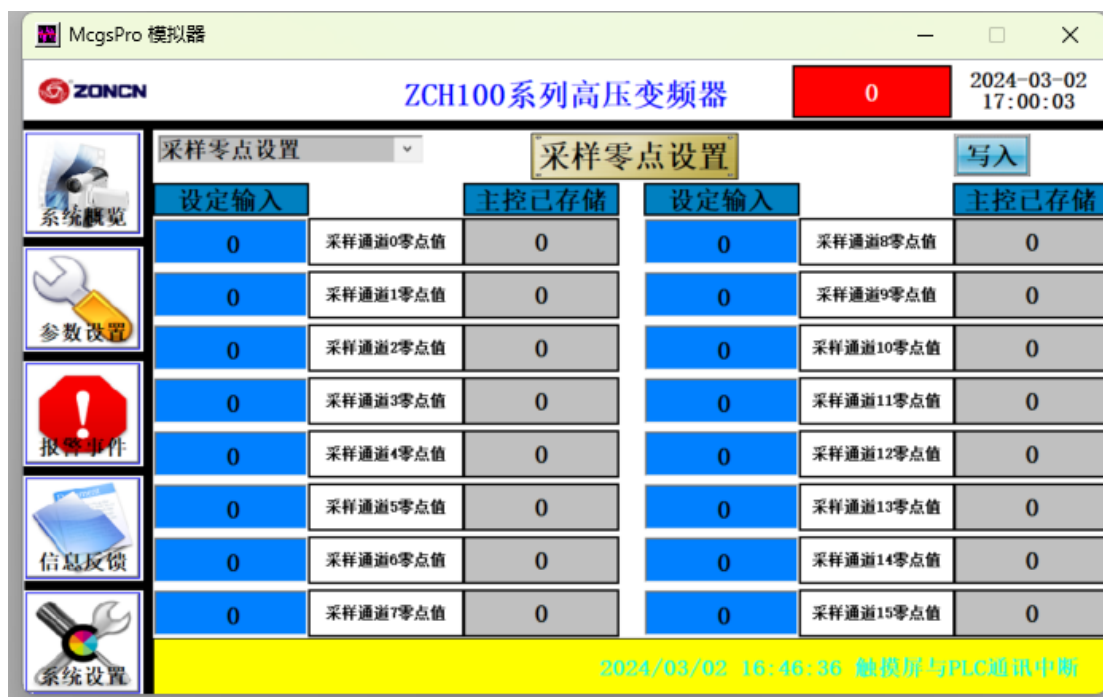 McgsPro 模拟器
ZONCN
ZCH100系列高压变频器
0
2024-03-02
17:00:03
系统概览
参数设置
报警事件
信息反馈
系统设置
采样零点设置
采样零点设置
写入
设定输入 主控已存储 设定输入 主控已存储
0 采样通道0零点值 0 0 采样通道8零点值 0
0 采样通道1零点值 0 0 采样通道9零点值 0
0 采样通道2零点值 0 0 采样通道10零点值 0
0 采样通道3零点值 0 0 采样通道11零点值 0
0 采样通道4零点值 0 0 采样通道12零点值 0
0 采样通道5零点值 0 0 采样通道13零点值 0
0 采样通道6零点值 0 0 采样通道14零点值 0
0 采样通道7零点值 0 0 采样通道15零点值 0
2024/03/02 16:46:36 触摸屏与PLC通讯中断